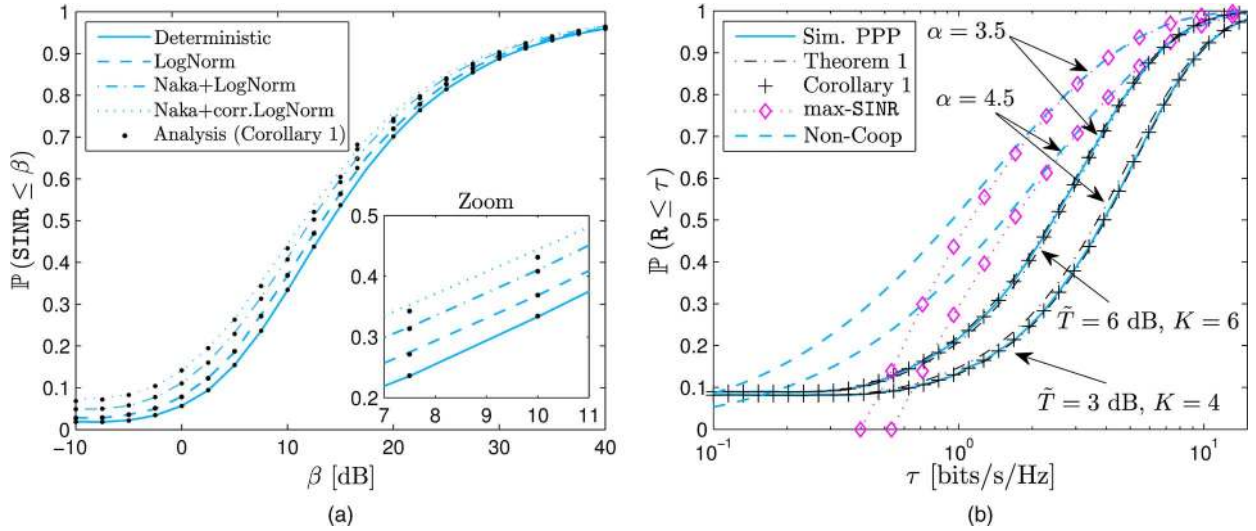 Deterministic
LogNorm
Naka+LogNorm
Naka+corr.LogNorm
Analysis (Corollary 1)
Zoom
0.5
0.4
0.3
0.2
7 8 9 10 11
1
0.9
0.8
0.7
0.6
0.5
0.4
0.3
0.2
0.1
0
−10 0 10 20 30 40
ℙ (SINR ≤ β)
β [dB]
(a)
Sim. PPP
Theorem 1
Corollary 1
max-SINR
Non-Coop
α = 3.5
α = 4.5
T̃ = 6 dB, K = 6
T̃ = 3 dB, K = 4
1
0.9
0.8
0.7
0.6
0.5
0.4
0.3
0.2
0.1
0
10⁻¹ 10⁰ 10¹
ℙ (R ≤ τ)
τ [bits/s/Hz]
(b)